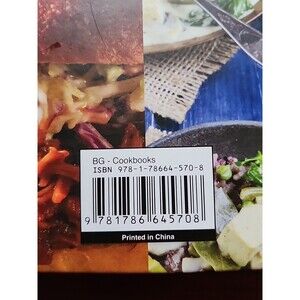 BG - Cookbooks
ISBN 978-1-78664-570-8
9 781786 645708
Printed in China